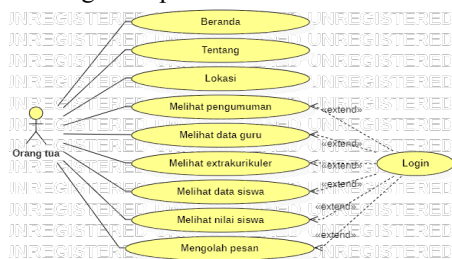 Beranda
Tentang
Lokasi
Melihat pengumuman
«extend»
Melihat data guru
«extend»
Orang tua
Melihat extrakurikuler
«extend»
Login
«extend»
Melihat data siswa
«extend»
Melihat nilai siswa
«extend»
Mengolah pesan
UNREGISTERED